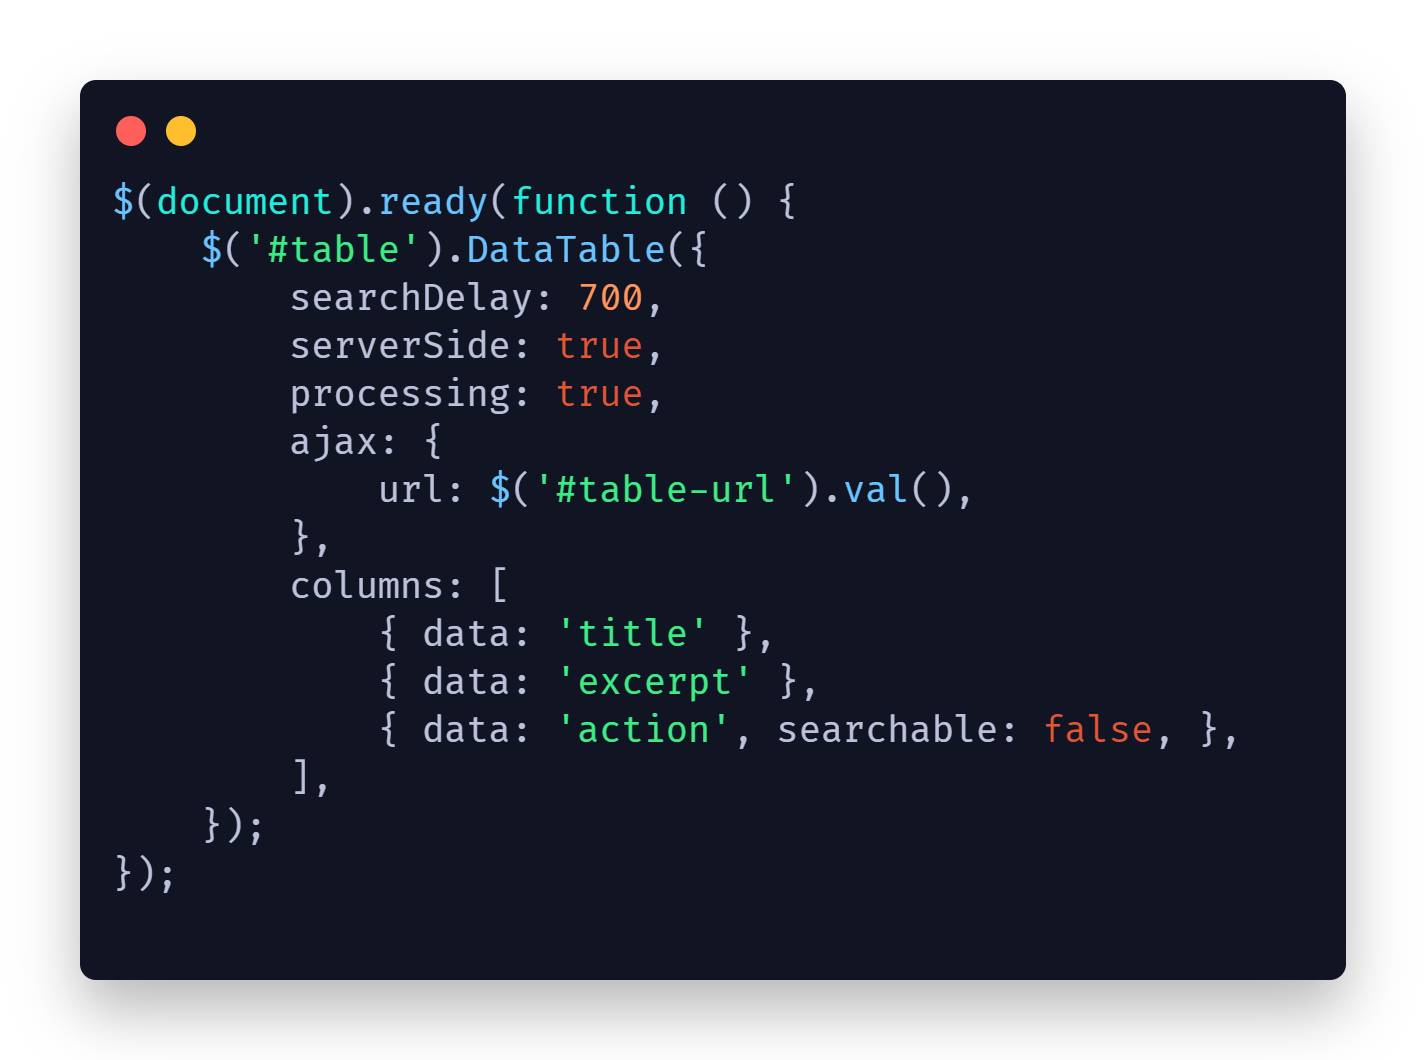 $(document).ready(function () {
    $('#table').DataTable({
        searchDelay: 700,
        serverSide: true,
        processing: true,
        ajax: {
            url: $('#table-url').val(),
        },
        columns: [
            { data: 'title' },
            { data: 'excerpt' },
            { data: 'action', searchable: false, },
        ],
    });
});